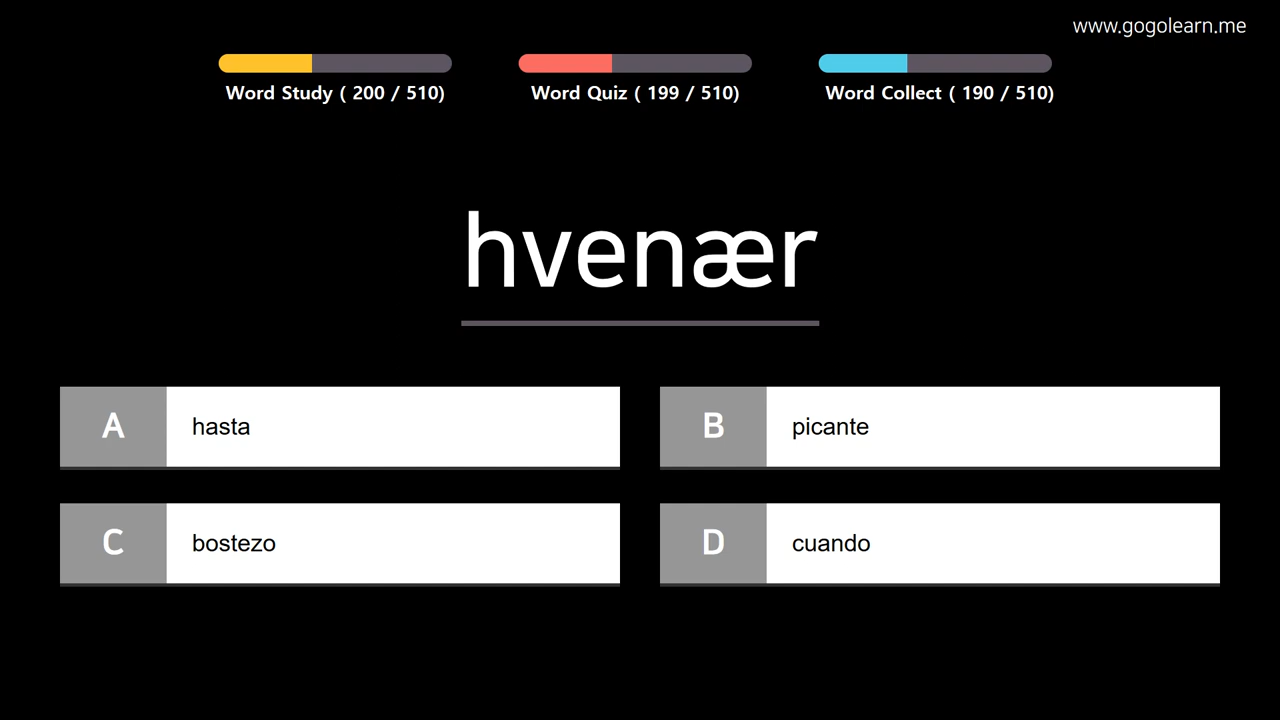 www.gogolearn.me
Word Study ( 200 / 510)
Word Quiz ( 199 / 510)
Word Collect ( 190 / 510)
hvenær
A hasta
B picante
C bostezo
D cuando